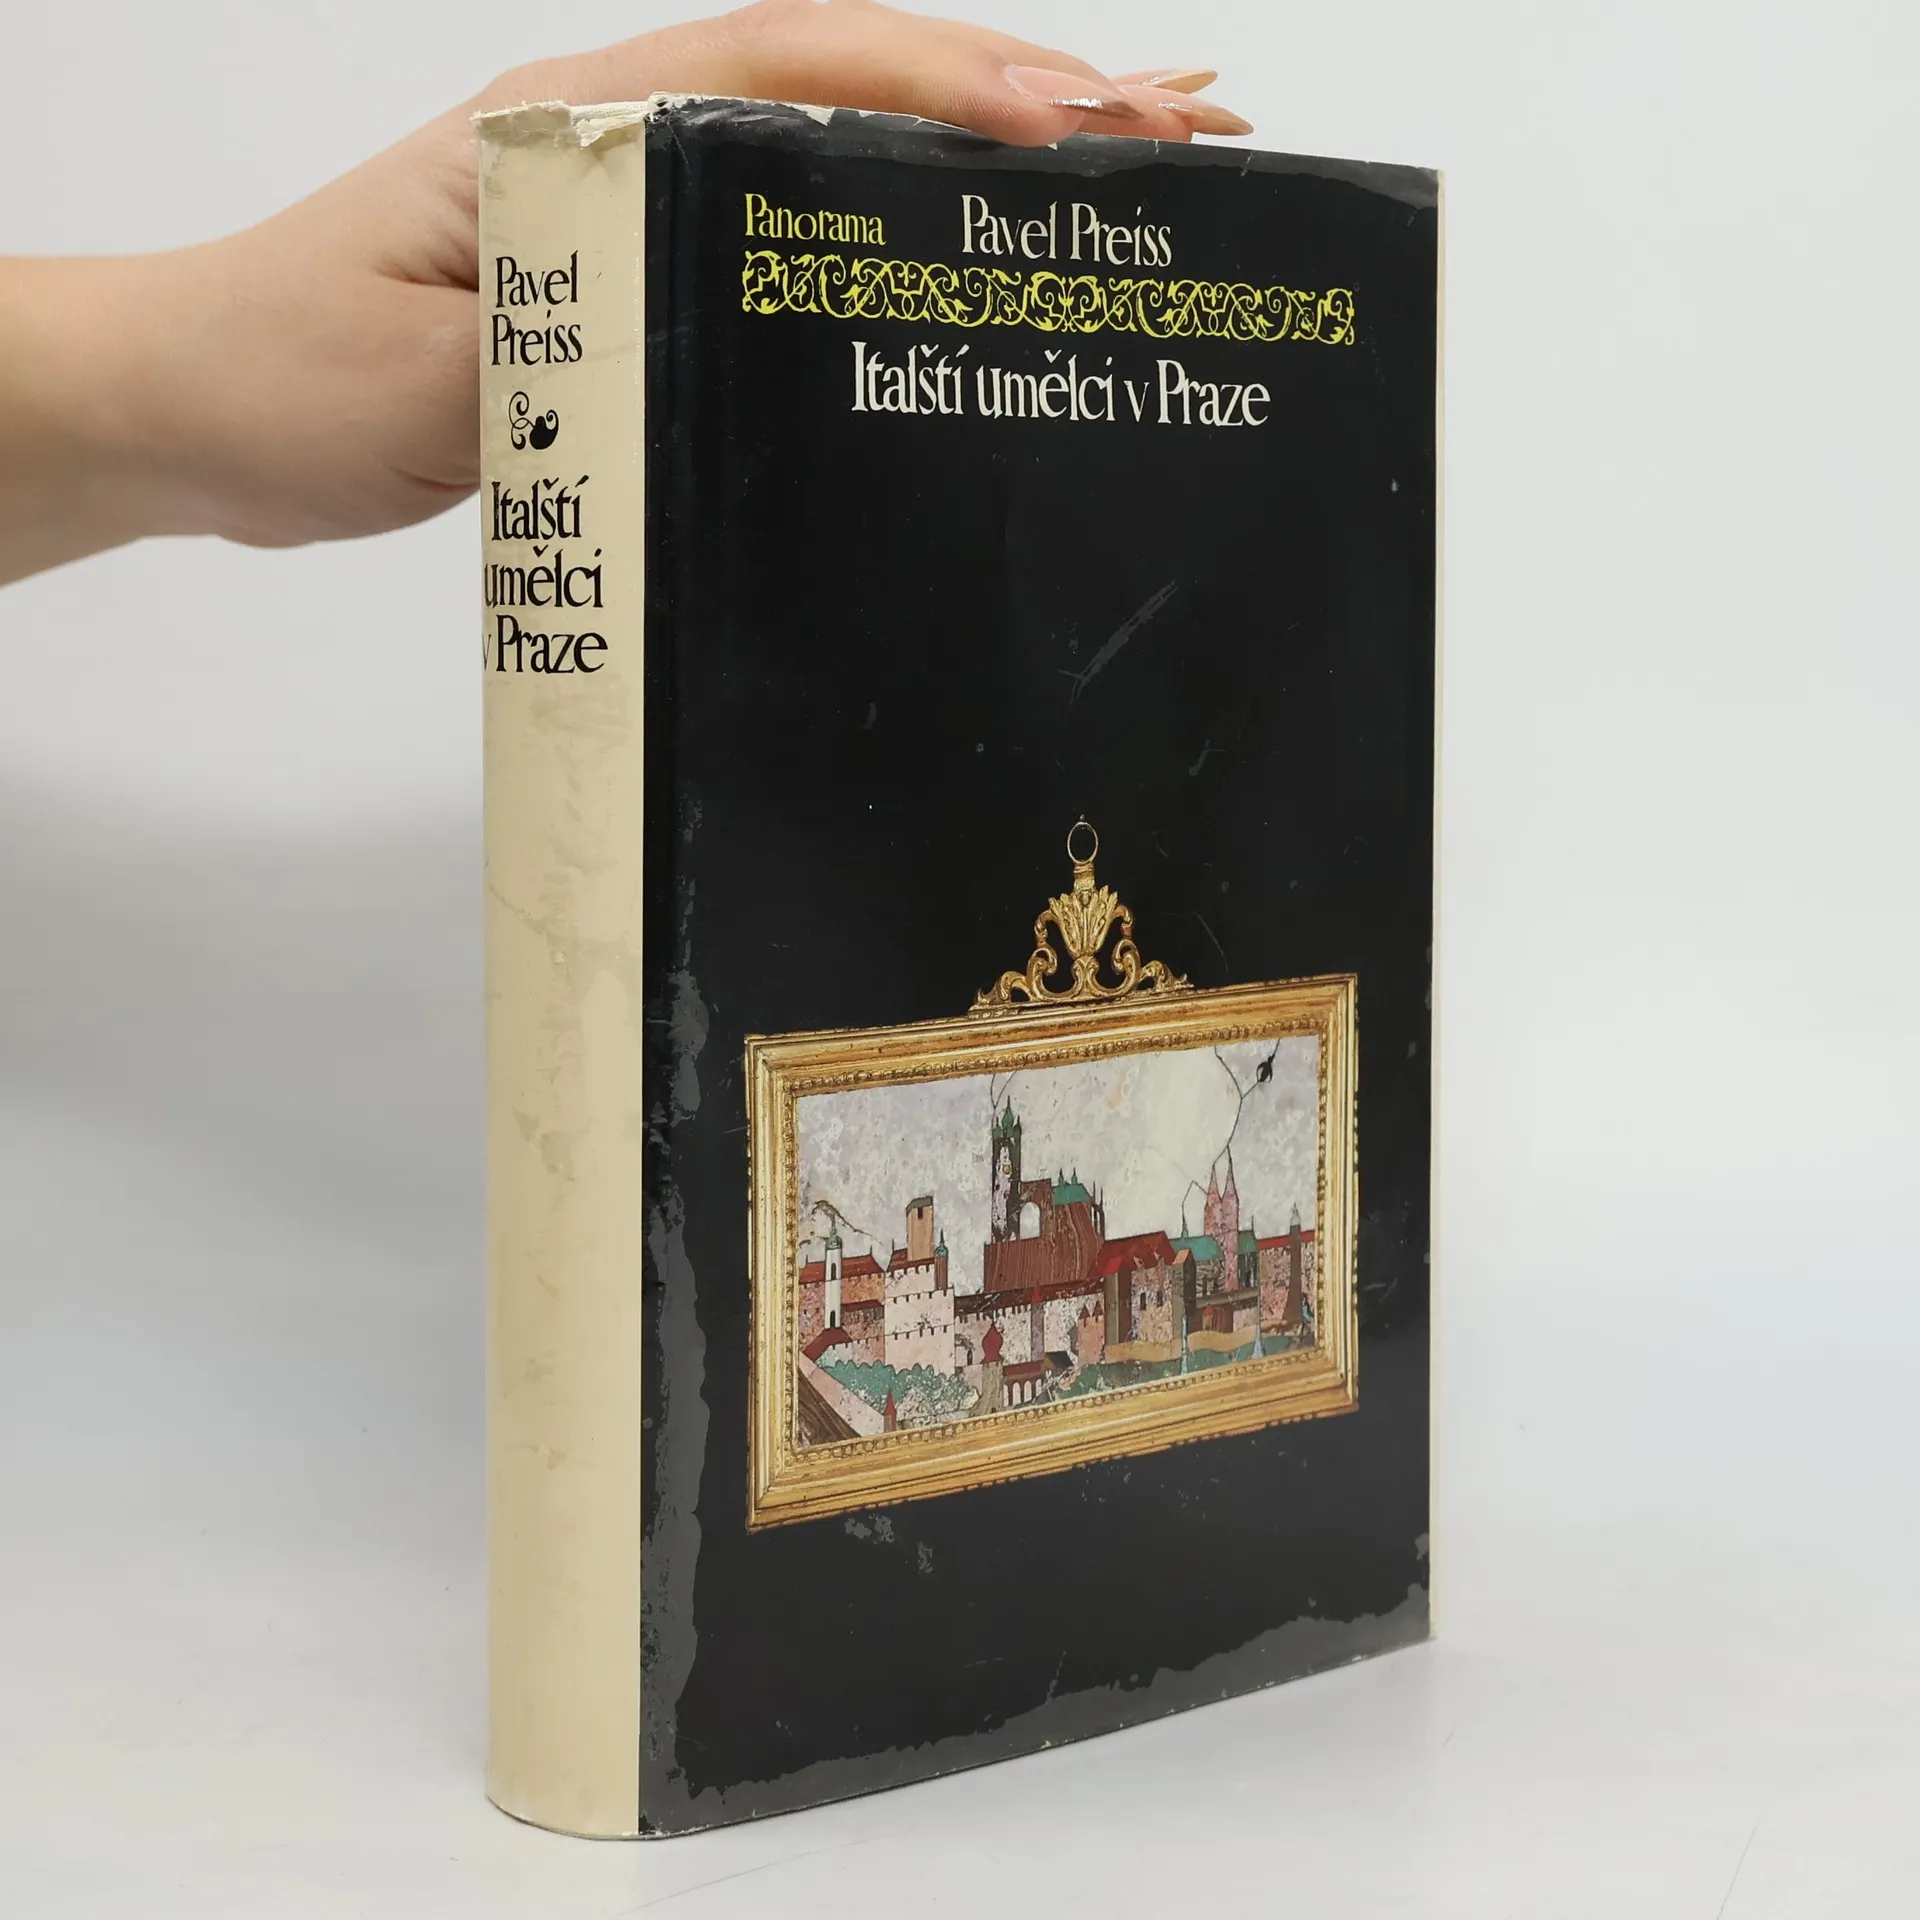 Pavel
Preiss
Italští
umělci
v Praze
Panorama
Pavel Preiss
Italští umělci v Praze